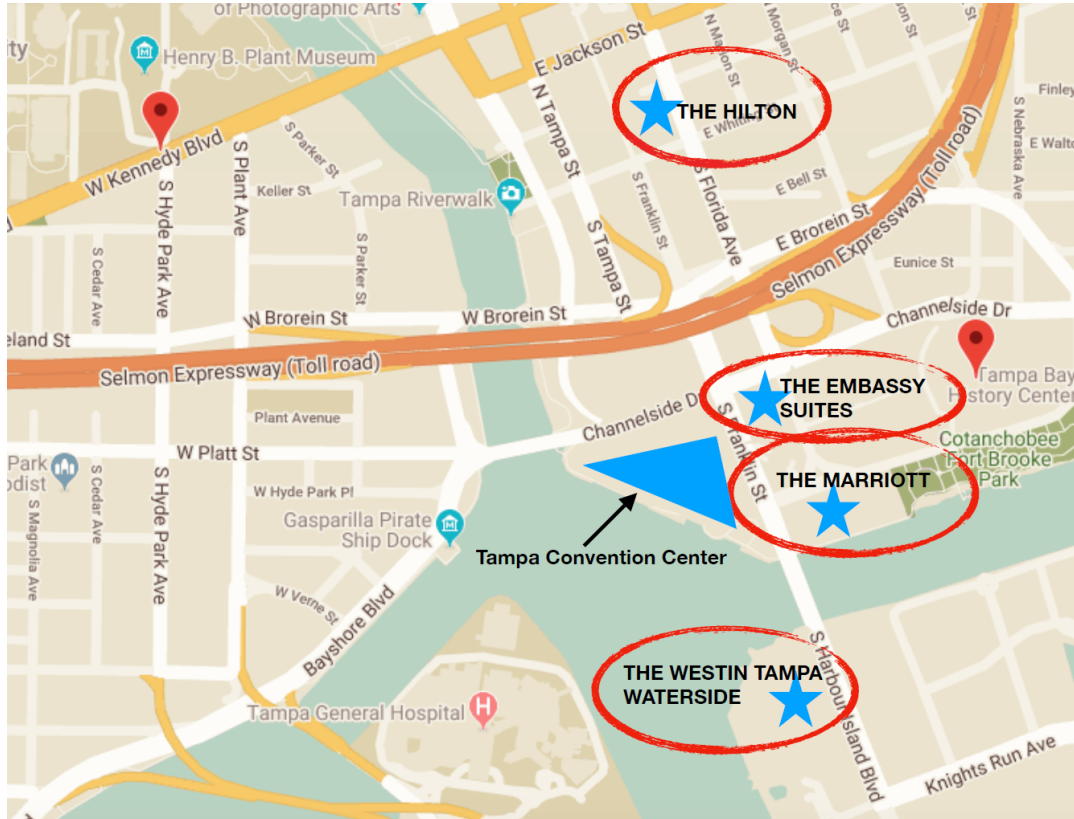 of Photographic Arts
Henry B. Plant Museum
E Jackson St
N Marion St
N Morgan St
THE HILTON
E Whiting
Finley
S Nebraska Ave
E Walto
W Kennedy Blvd
S Parker St
Keller St
S Plant Ave
S Hyde Park Ave
S Cedar Ave
S Parker St
Tampa Riverwalk
N Tampa St
S Tampa St
S Franklin St
S Florida Ave
E Bell St
E Brorein St
Selmon Expressway (Toll road)
Eunice St
Channelside Dr
W Brorein St
W Brorein St
eland St
Selmon Expressway (Toll road)
Plant Avenue
W Platt St
Channelside Dr
THE EMBASSY
SUITES
Tampa Bay
History Center
S Franklin St
Cotanchobee
Fort Brooke
Park
THE MARRIOTT
Park
odist
S Cedar Ave
S Magnolia Ave
S Hyde Park Ave
W Hyde Park Pl
Gasparilla Pirate
Ship Dock
Tampa Convention Center
W Verne St
Bayshore Blvd
THE WESTIN TAMPA
WATERSIDE
S Harbour Island Blvd
Tampa General Hospital
H
Knights Run Ave